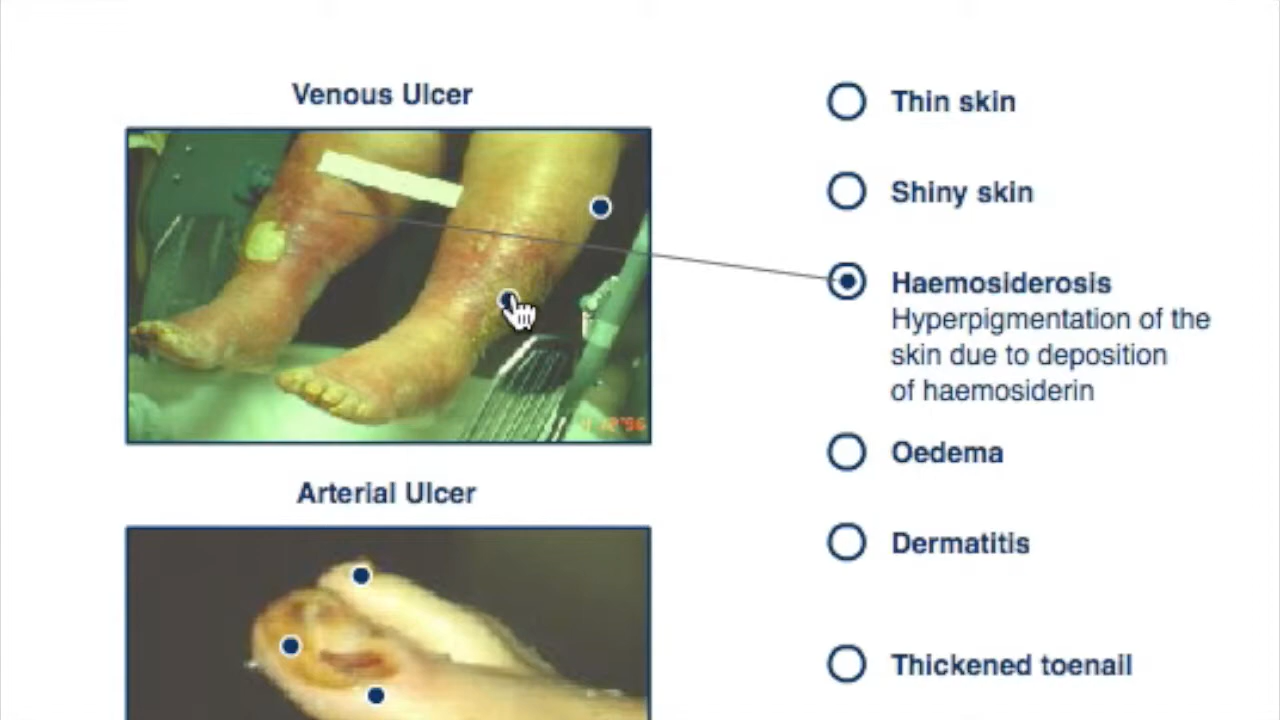 Venous Ulcer
Thin skin
Shiny skin
Haemosiderosis
Hyperpigmentation of the
skin due to deposition
of haemosiderin
Oedema
Arterial Ulcer
Dermatitis
Thickened toenail